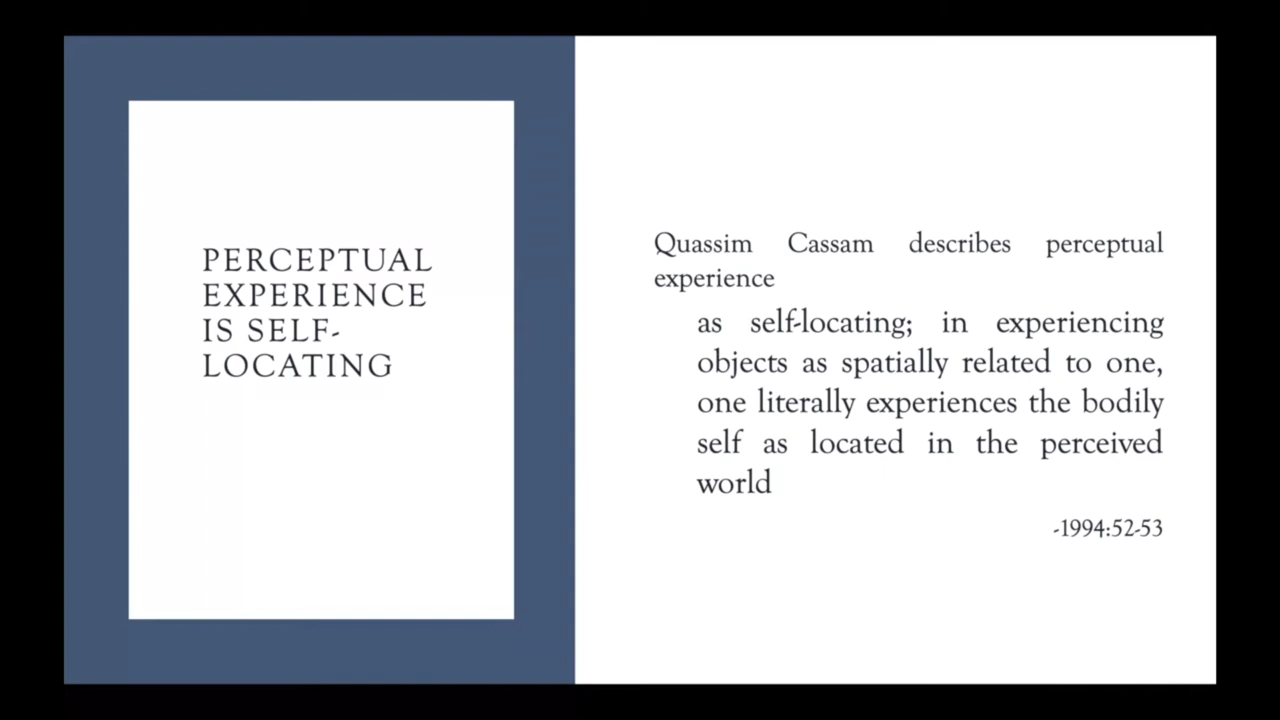 PERCEPTUAL
EXPERIENCE
IS SELF-
LOCATING
Quassim Cassam describes perceptual
experience
as self-locating; in experiencing
objects as spatially related to one,
one literally experiences the bodily
self as located in the perceived
world
-1994:52-53